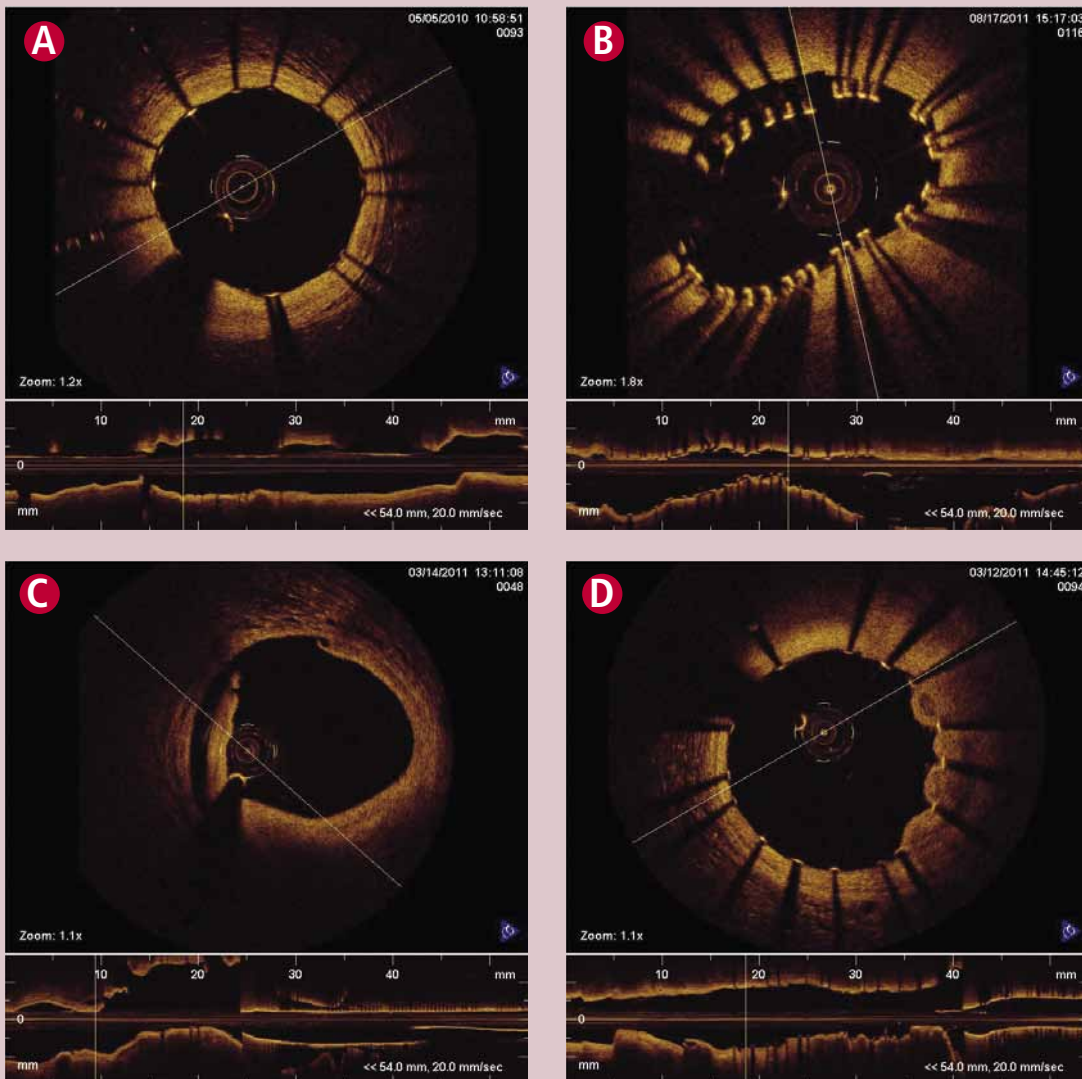 A
05/05/2010 10:58:51
0093
Zoom: 1.2x
10 20 30 40 mm
0
mm
<< 54.0 mm, 20.0 mm/sec
B
08/17/2011 15:17:03
0116
Zoom: 1.8x
10 20 30 40 mm
0
mm
<< 54.0 mm, 20.0 mm/sec
C
03/14/2011 13:11:08
0048
Zoom: 1.1x
10 20 30 40 mm
0
mm
<< 54.0 mm, 20.0 mm/sec
D
03/12/2011 14:45:12
0094
Zoom: 1.1x
10 20 30 40 mm
0
mm
<< 54.0 mm, 20.0 mm/sec